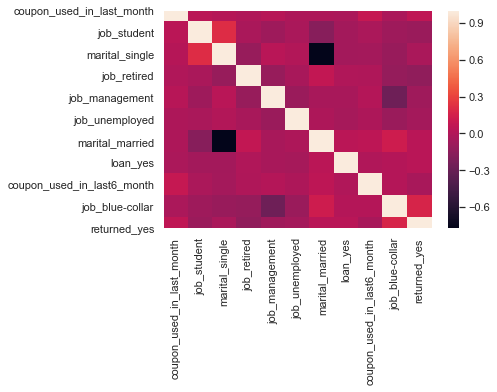 coupon_used_in_last_month
job_student
marital_single
job_retired
job_management
job_unemployed
marital_married
loan_yes
coupon_used_in_last6_month
job_blue-collar
returned_yes
0.9
0.6
0.3
0.0
−0.3
−0.6
coupon_used_in_last_month
job_student
marital_single
job_retired
job_management
job_unemployed
marital_married
loan_yes
coupon_used_in_last6_month
job_blue-collar
returned_yes